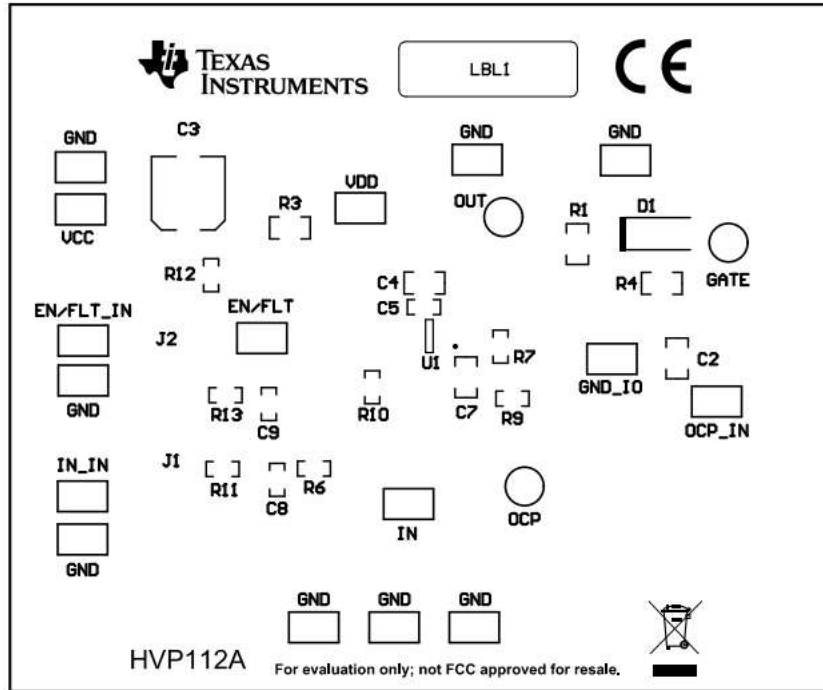 TEXAS
INSTRUMENTS
LBL1
CE
GND
C3
GND
GND
VDD
R3
OUT
R1
D1
VCC
R12
C4
R4
GATE
EN/FLT_IN
EN/FLT
C5
J2
U1
R7
C2
GND_IO
GND
R13
C9
R10
C7
R9
OCP_IN
IN_IN
J1
R11
C8
R6
IN
OCP
GND
GND
GND
GND
HVP112A
For evaluation only; not FCC approved for resale.